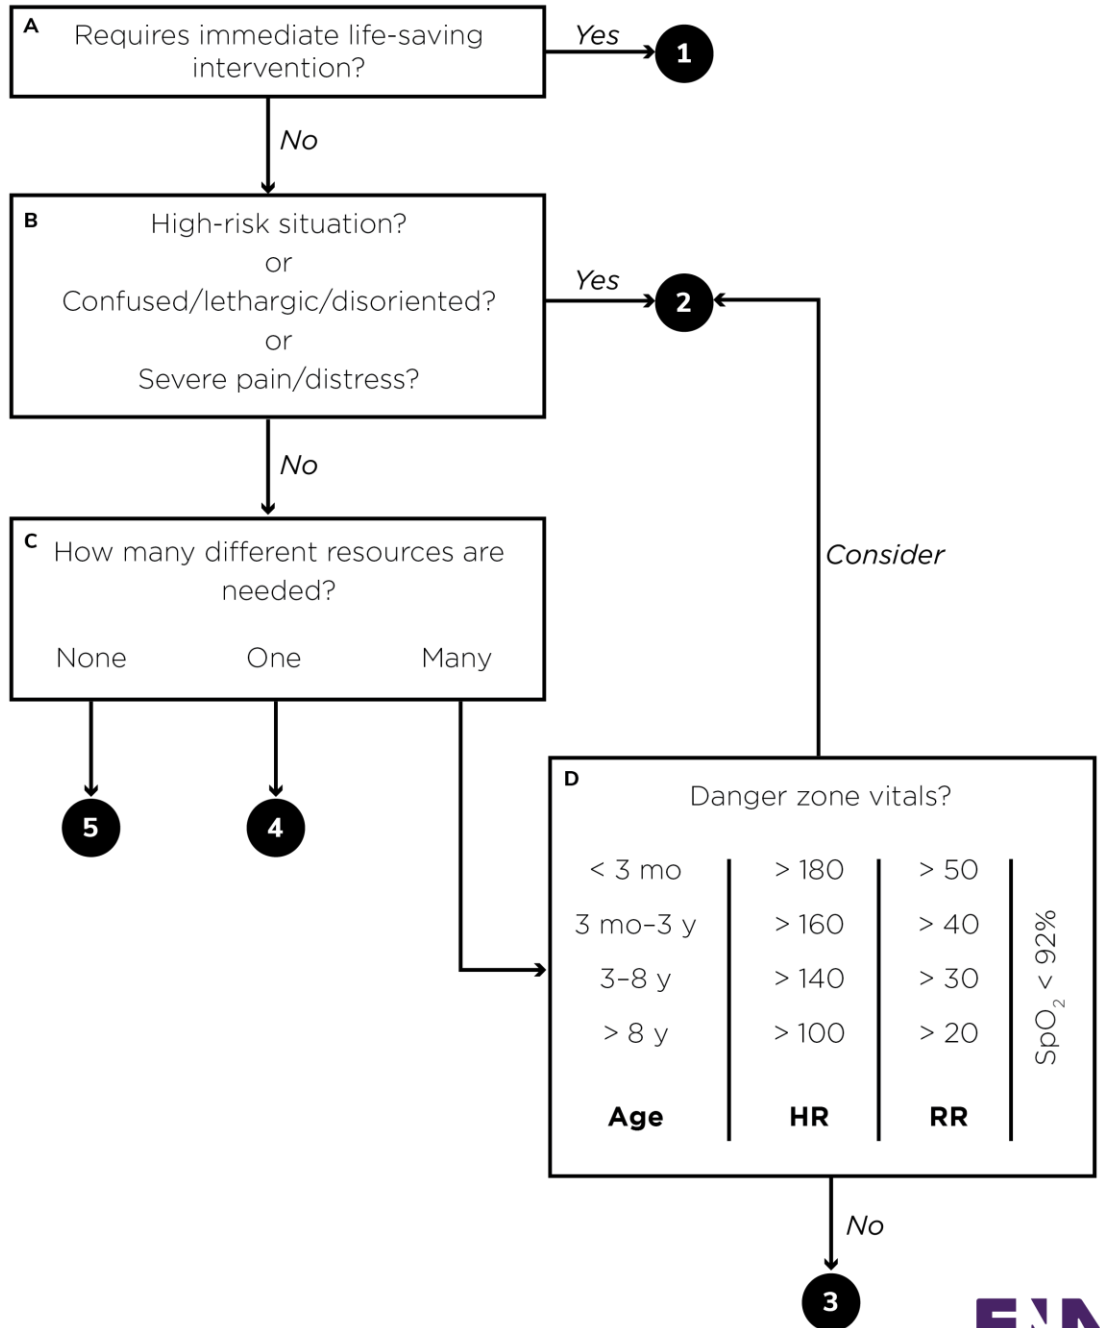 A
Requires immediate life-saving
intervention?
Yes
1
No
B
High-risk situation?
or
Confused/lethargic/disoriented?
or
Severe pain/distress?
Yes
2
No
C
How many different resources are
needed?
None One Many
Consider
5
4
D
Danger zone vitals?
< 3 mo > 180 > 50
3 mo–3 y > 160 > 40
3–8 y > 140 > 30
> 8 y > 100 > 20
Age HR RR
SpO₂ < 92%
No
3